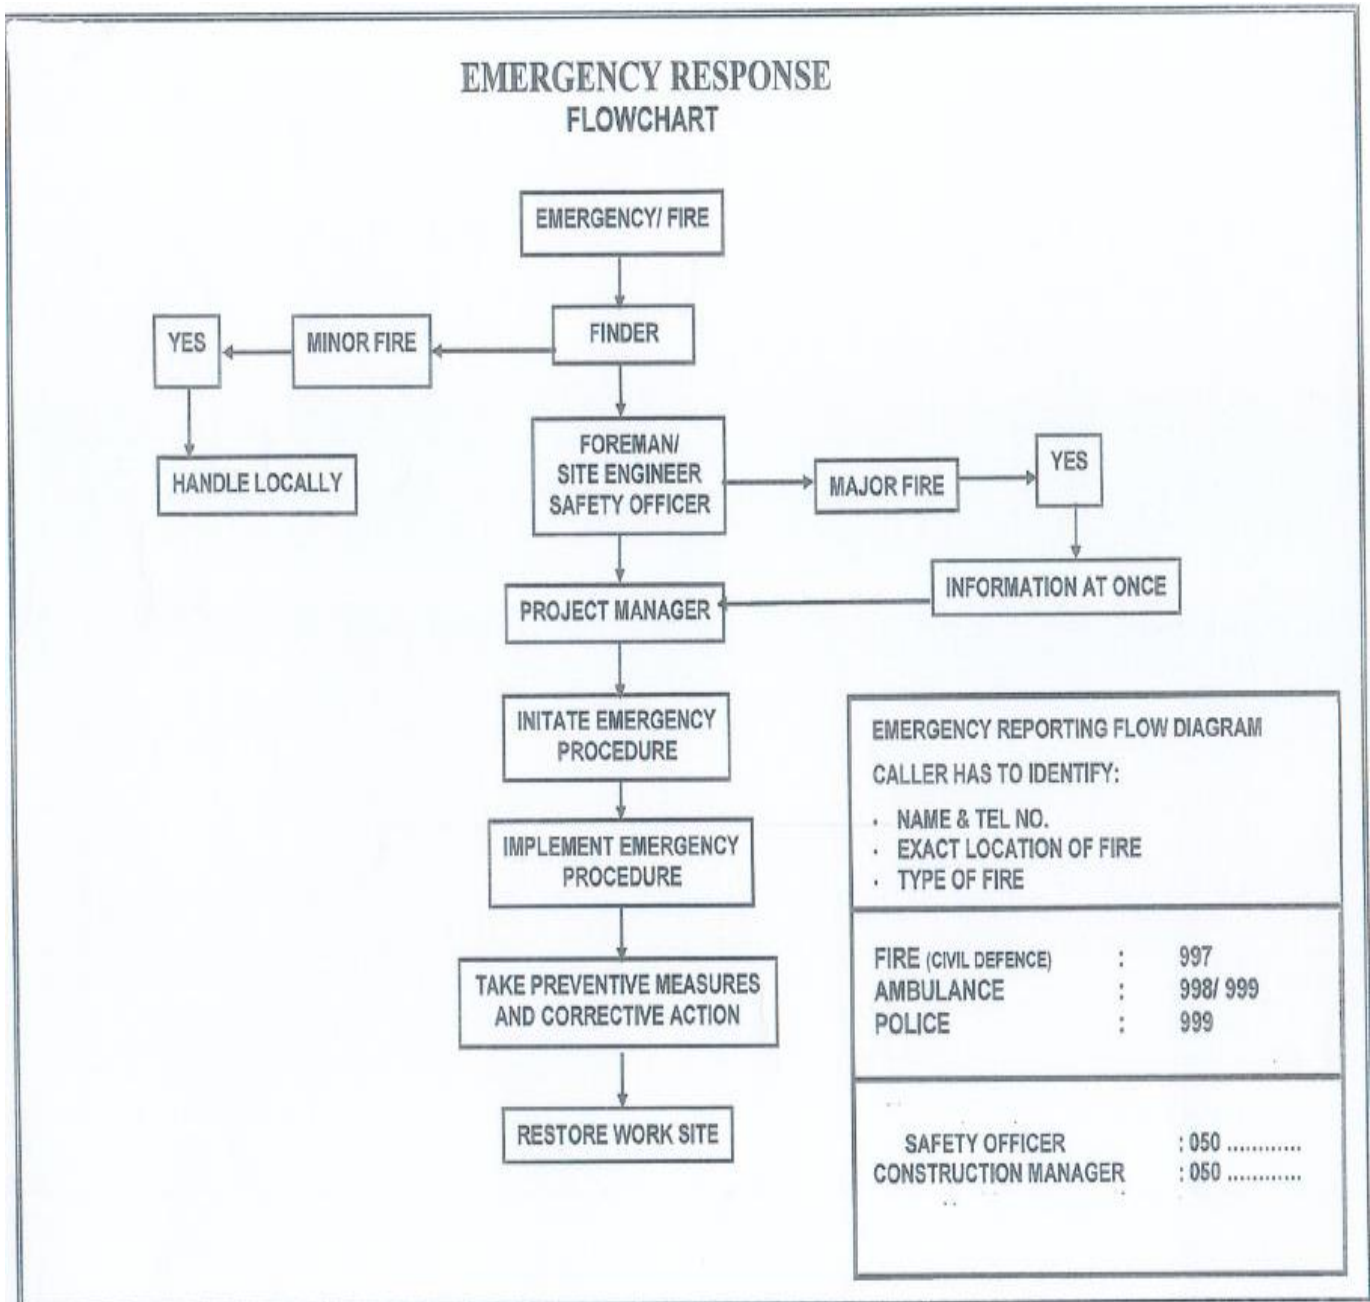 EMERGENCY RESPONSE
FLOWCHART
EMERGENCY/ FIRE
FINDER
MINOR FIRE
YES
HANDLE LOCALLY
FOREMAN/
SITE ENGINEER
SAFETY OFFICER
MAJOR FIRE
YES
INFORMATION AT ONCE
PROJECT MANAGER
INITATE EMERGENCY
PROCEDURE
IMPLEMENT EMERGENCY
PROCEDURE
TAKE PREVENTIVE MEASURES
AND CORRECTIVE ACTION
RESTORE WORK SITE
EMERGENCY REPORTING FLOW DIAGRAM
CALLER HAS TO IDENTIFY:
· NAME & TEL NO.
· EXACT LOCATION OF FIRE
· TYPE OF FIRE
FIRE (CIVIL DEFENCE) : 997
AMBULANCE : 998/ 999
POLICE : 999
SAFETY OFFICER : 050 ............
CONSTRUCTION MANAGER : 050 ............